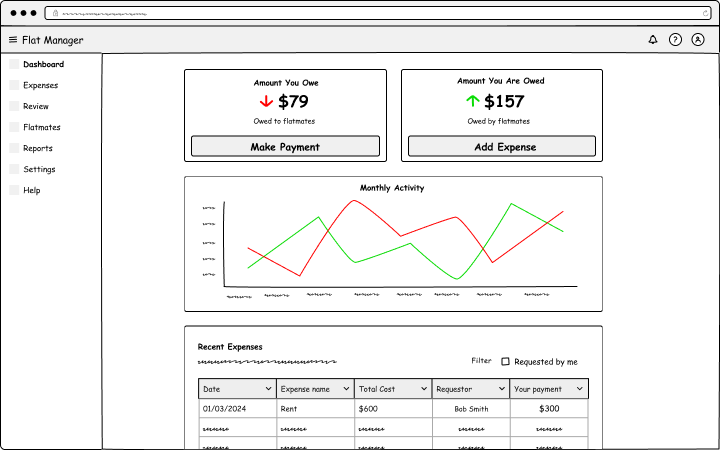 Flat Manager
?
Dashboard
Expenses
Review
Flatmates
Reports
Settings
Help
Amount You Owe
$79
Owed to flatmates
Make Payment
Amount You Are Owed
$157
Owed by flatmates
Add Expense
Monthly Activity
Recent Expenses
Filter Requested by me
Date Expense name Total Cost Requestor Your payment
01/03/2024 Rent $600 Bob Smith $300